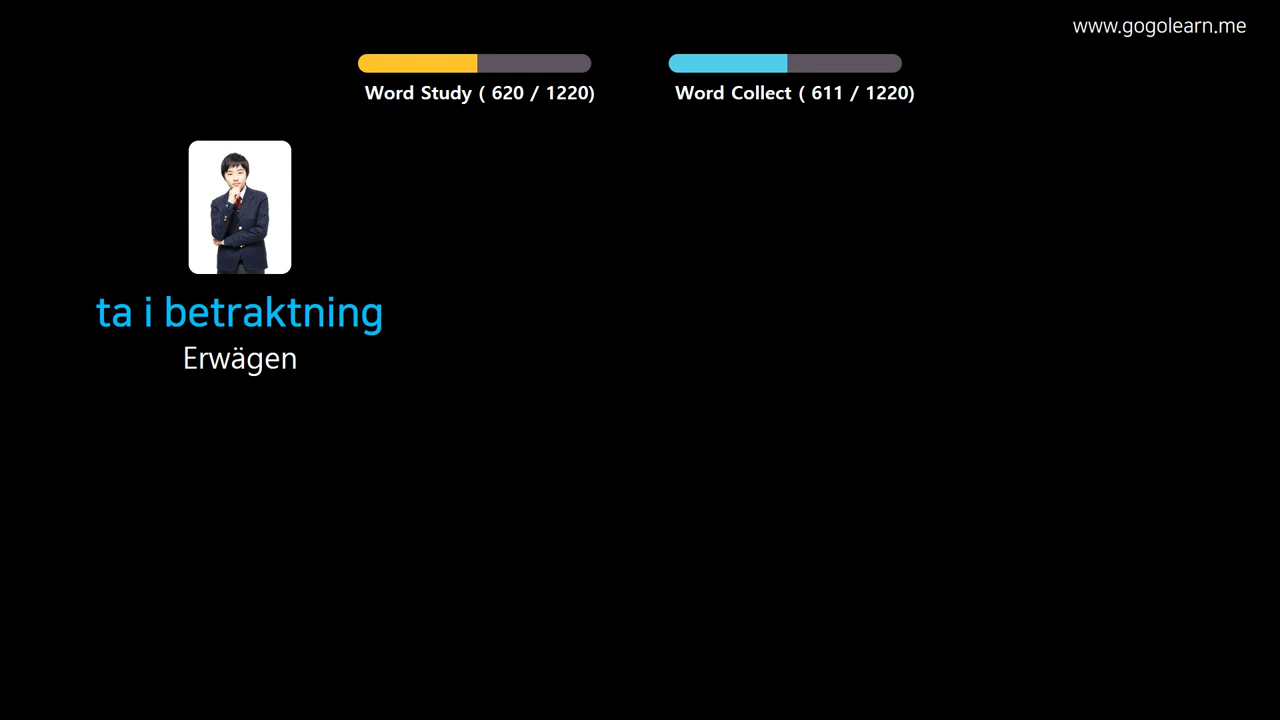 www.gogolearn.me
Word Study ( 620 / 1220)
Word Collect ( 611 / 1220)
ta i betraktning
Erwägen